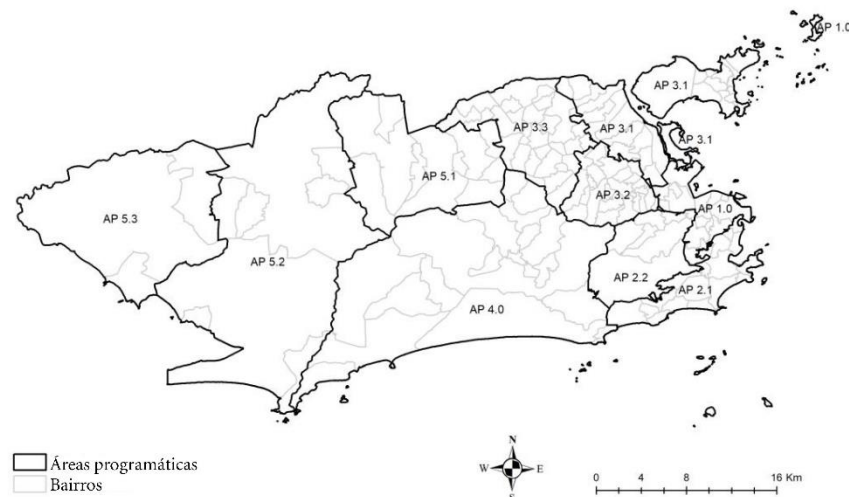 AP 1.0
AP 3.1
AP 3.3
AP 3.1
AP 3.1
AP 5.1
AP 3.2
AP 5.3
AP 1.0
AP 5.2
AP 2.2
AP 2.1
AP 4.0
N
W E
S
Áreas programáticas
Bairros
0 4 8 16 Km